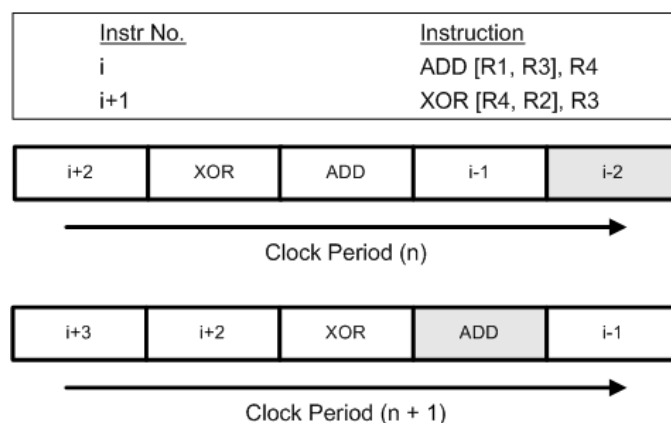 Instr No. Instruction
i ADD [R1, R3], R4
i+1 XOR [R4, R2], R3
i+2 XOR ADD i-1 i-2
Clock Period (n)
i+3 i+2 XOR ADD i-1
Clock Period (n + 1)